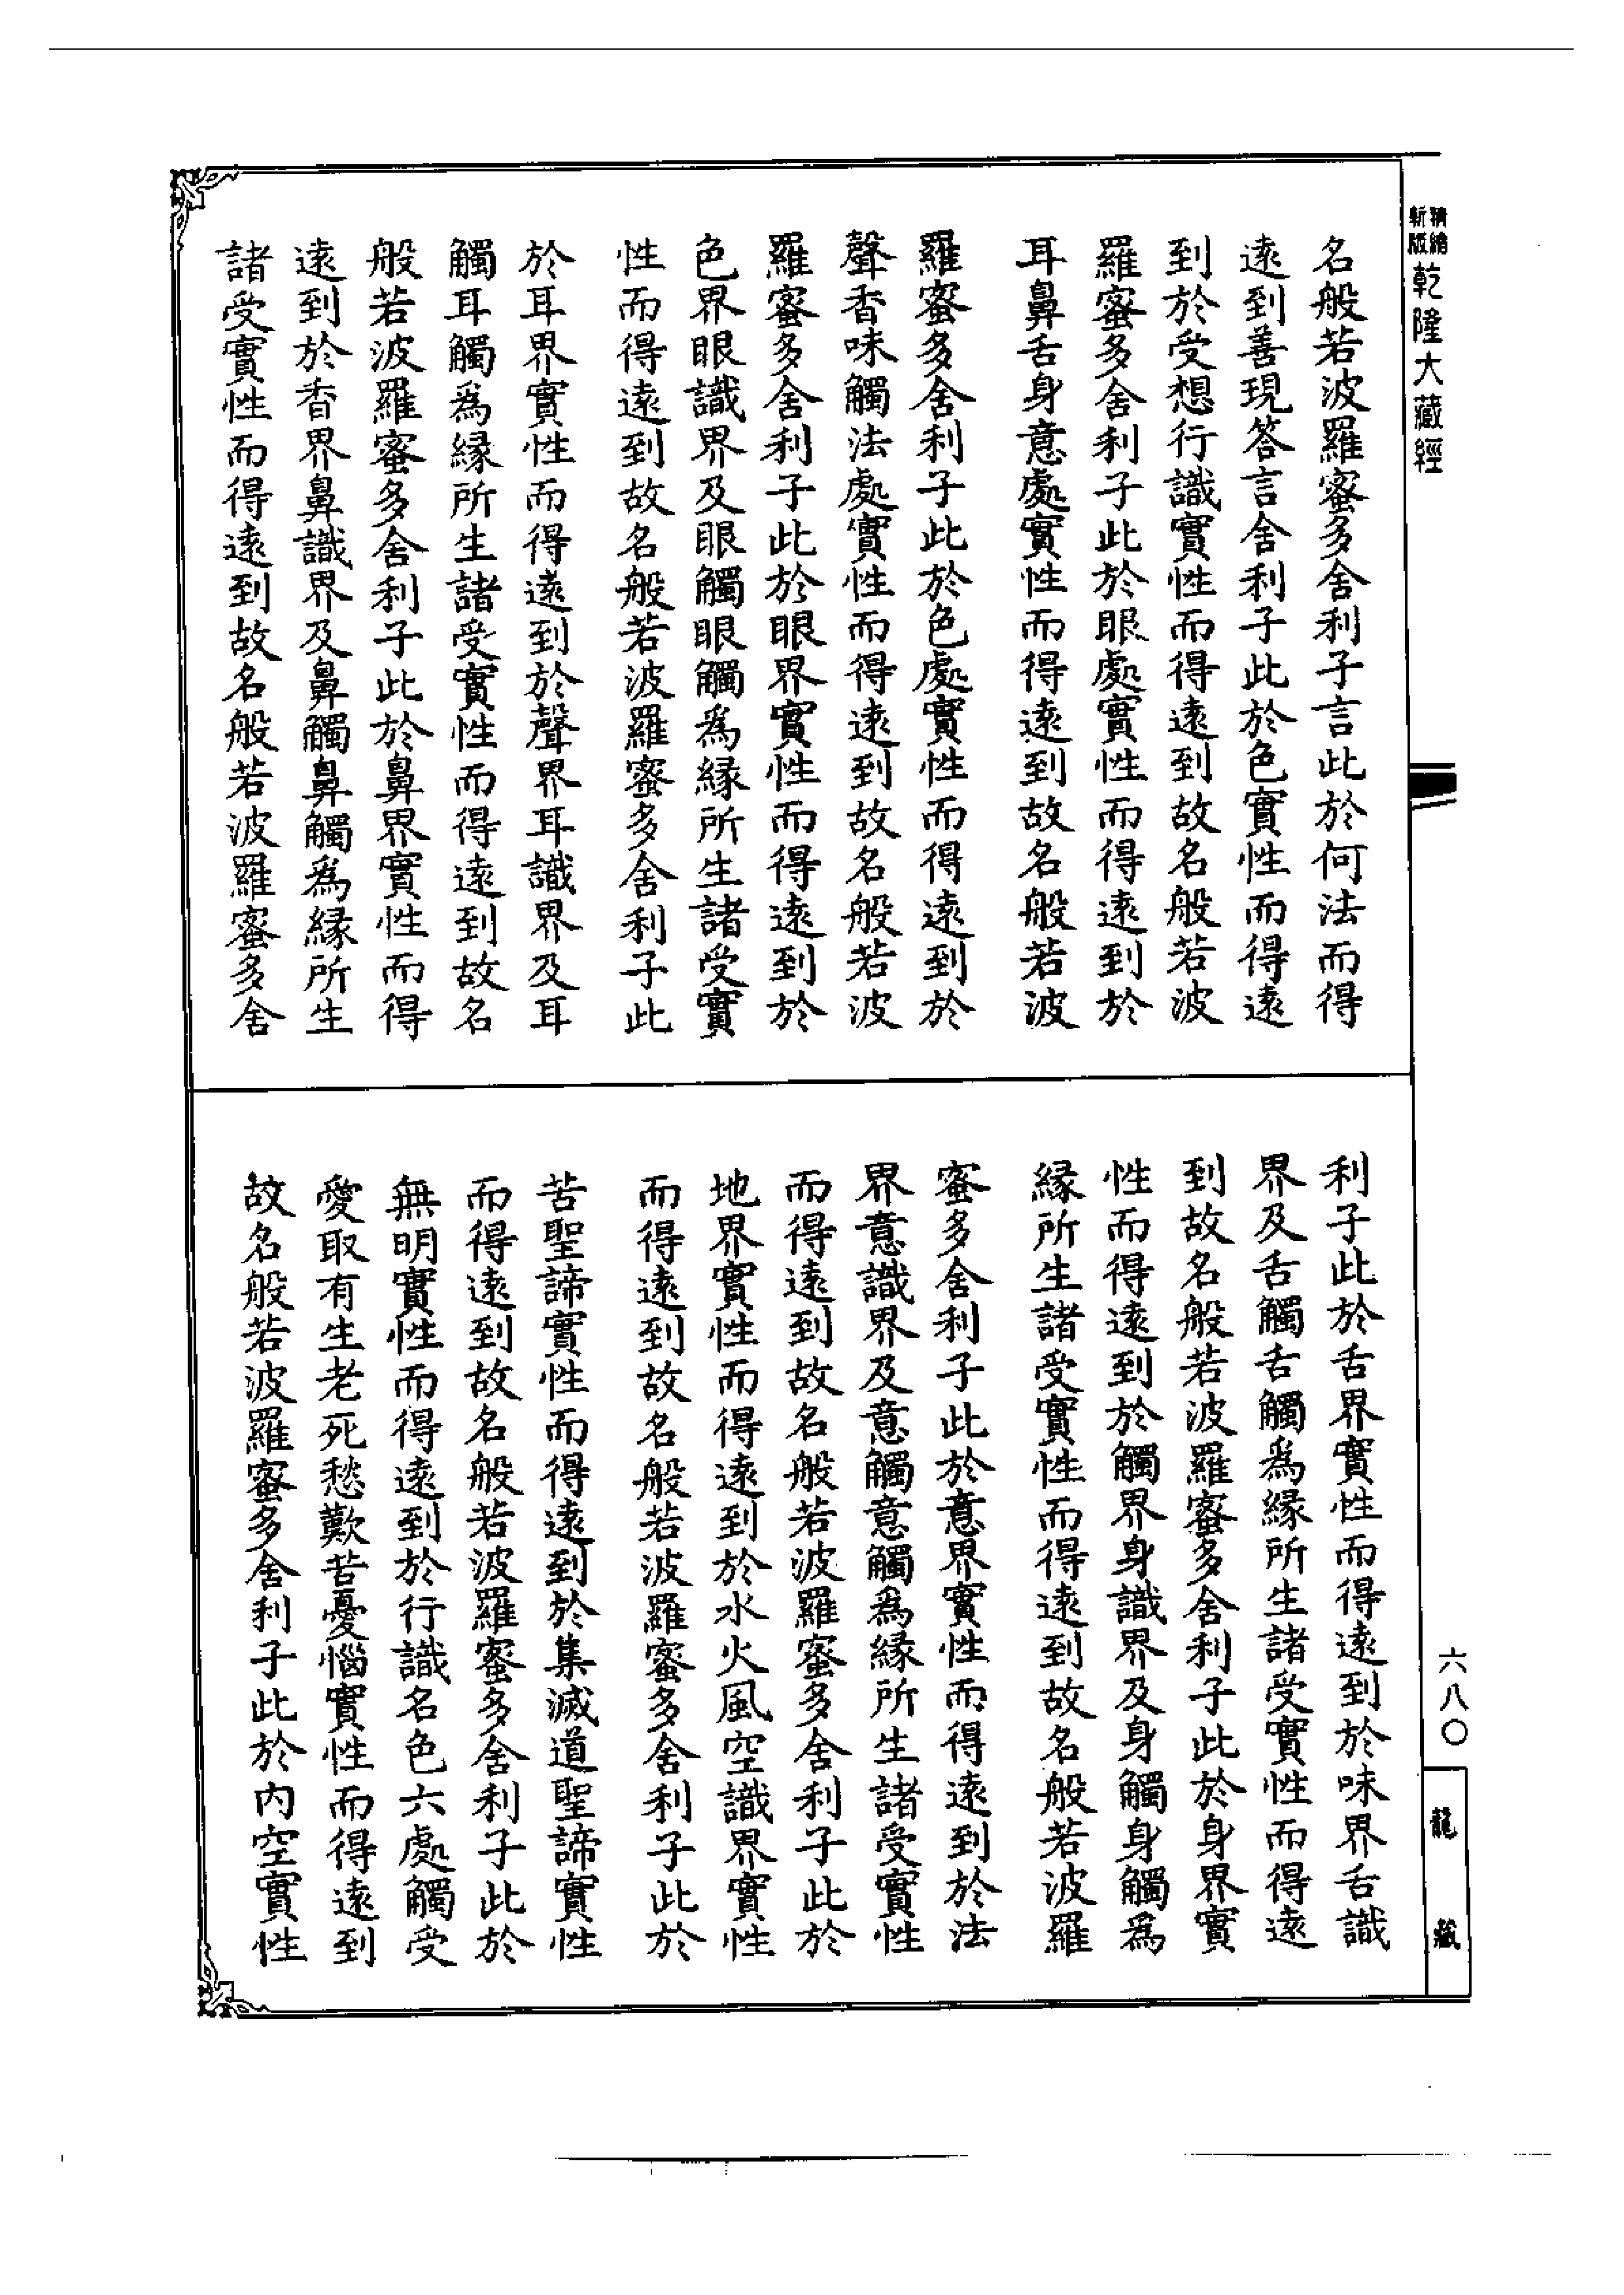 精繪
新版
乾隆大藏經
名般若波羅蜜多舍利子言此於何法而得
遠到善現答言舍利子此於色實性而得遠
到於受想行識實性而得遠到故名般若波
羅蜜多舍利子此於眼處實性而得遠到於
耳鼻舌身意處實性而得遠到故名般若波
羅蜜多舍利子此於色處實性而得遠到於
聲香味觸法處實性而得遠到故名般若波
羅蜜多舍利子此於眼界實性而得遠到於
色界眼識界及眼觸眼觸為緣所生諸受實
性而得遠到故名般若波羅蜜多舍利子此
於耳界實性而得遠到於聲界耳識界及耳
觸耳觸為緣所生諸受實性而得遠到故名
般若波羅蜜多舍利子此於鼻界實性而得
遠到於香界鼻識界及鼻觸鼻觸為緣所生
諸受實性而得遠到故名般若波羅蜜多舍
利子此於舌界實性而得遠到於味界舌識
界及舌觸舌觸為緣所生諸受實性而得遠
到故名般若波羅蜜多舍利子此於身界實
性而得遠到於觸界身識界及身觸身觸為
緣所生諸受實性而得遠到故名般若波羅
蜜多舍利子此於意界實性而得遠到於法
界意識界及意觸意觸為緣所生諸受實性
而得遠到故名般若波羅蜜多舍利子此於
地界實性而得遠到於水火風空識界實性
而得遠到故名般若波羅蜜多舍利子此於
苦聖諦實性而得遠到於集滅道聖諦實性
而得遠到故名般若波羅蜜多舍利子此於
無明實性而得遠到於行識名色六處觸受
愛取有生老死愁歎苦憂惱實性而得遠到
故名般若波羅蜜多舍利子此於內空實性
六八〇
龍藏